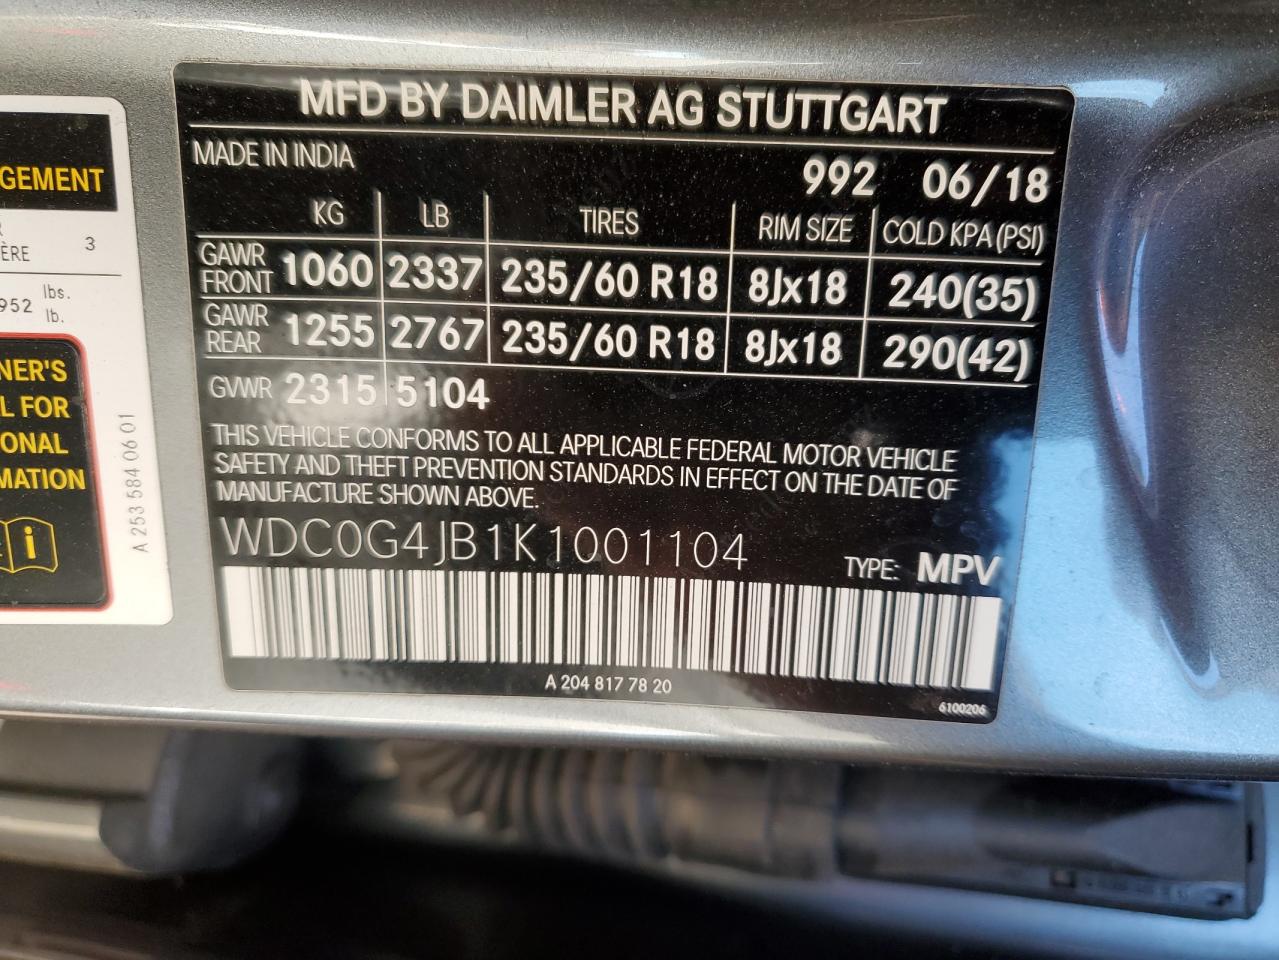 MFD BY DAIMLER AG STUTTGART
MADE IN INDIA 992 06/18
KG LB TIRES RIM SIZE COLD KPA (PSI)
GAWR FRONT 1060 2337 235/60 R18 8Jx18 240(35)
GAWR REAR 1255 2767 235/60 R18 8Jx18 290(42)
GVWR 2315 5104
THIS VEHICLE CONFORMS TO ALL APPLICABLE FEDERAL MOTOR VEHICLE
SAFETY AND THEFT PREVENTION STANDARDS IN EFFECT ON THE DATE OF
MANUFACTURE SHOWN ABOVE.
WDC0G4JB1K1001104
TYPE: MPV
A 204 817 78 20
6100206
GEMENT
R
ÈRE 3
952 lbs.
lb.
NER'S
L FOR
ONAL
MATION
i
A 253 584 06 01